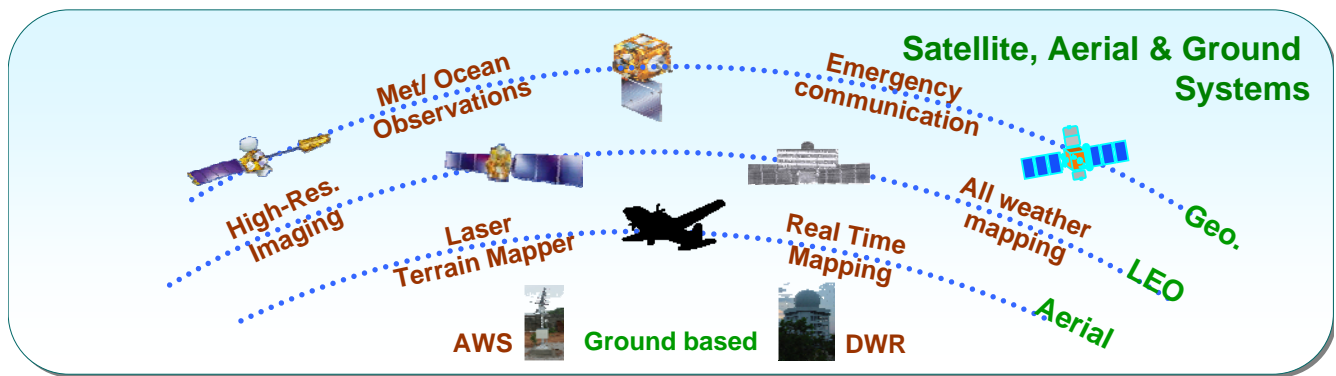 Satellite, Aerial & Ground
Systems
Met/ Ocean
Observations
Emergency
communication
Geo.
High-Res.
Imaging
All weather
mapping
LEO
Laser
Terrain Mapper
Real Time
Mapping
Aerial
AWS
Ground based
DWR